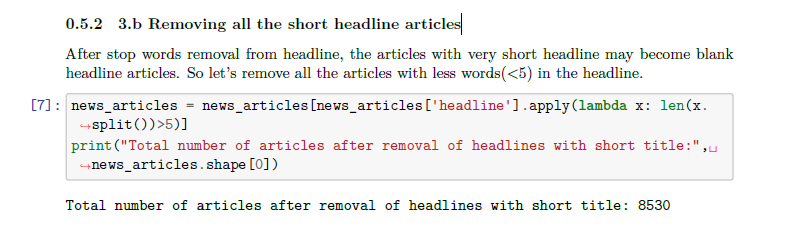 0.5.2 3.b Removing all the short headline articles
After stop words removal from headline, the articles with very short headline may become blank
headline articles. So let's remove all the articles with less words(<5) in the headline.
[7]: news_articles = news_articles[news_articles['headline'].apply(lambda x: len(x.
↪split())>5)]
print("Total number of articles after removal of headlines with short title:",␣
↪news_articles.shape[0])
Total number of articles after removal of headlines with short title: 8530